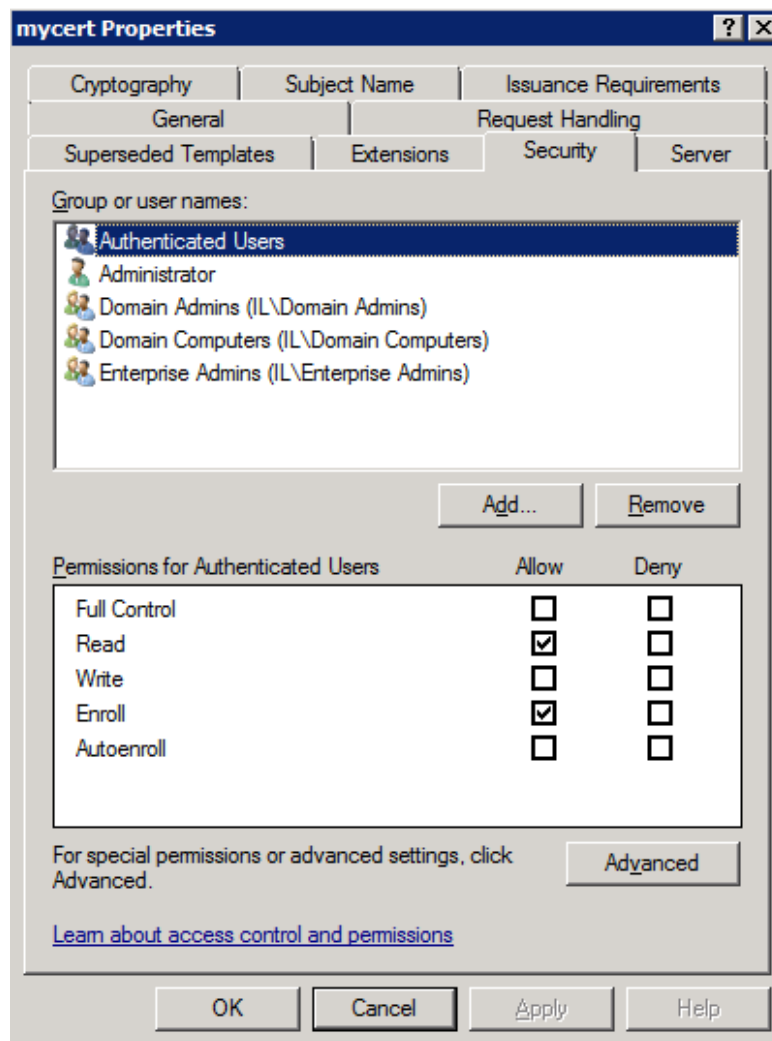 mycert Properties
Cryptography Subject Name Issuance Requirements
General Request Handling
Superseded Templates Extensions Security Server
Group or user names:
Authenticated Users
Administrator
Domain Admins (IL\Domain Admins)
Domain Computers (IL\Domain Computers)
Enterprise Admins (IL\Enterprise Admins)
Add... Remove
Permissions for Authenticated Users Allow Deny
Full Control
Read
Write
Enroll
Autoenroll
For special permissions or advanced settings, click
Advanced.
Advanced
Learn about access control and permissions
OK Cancel Apply Help